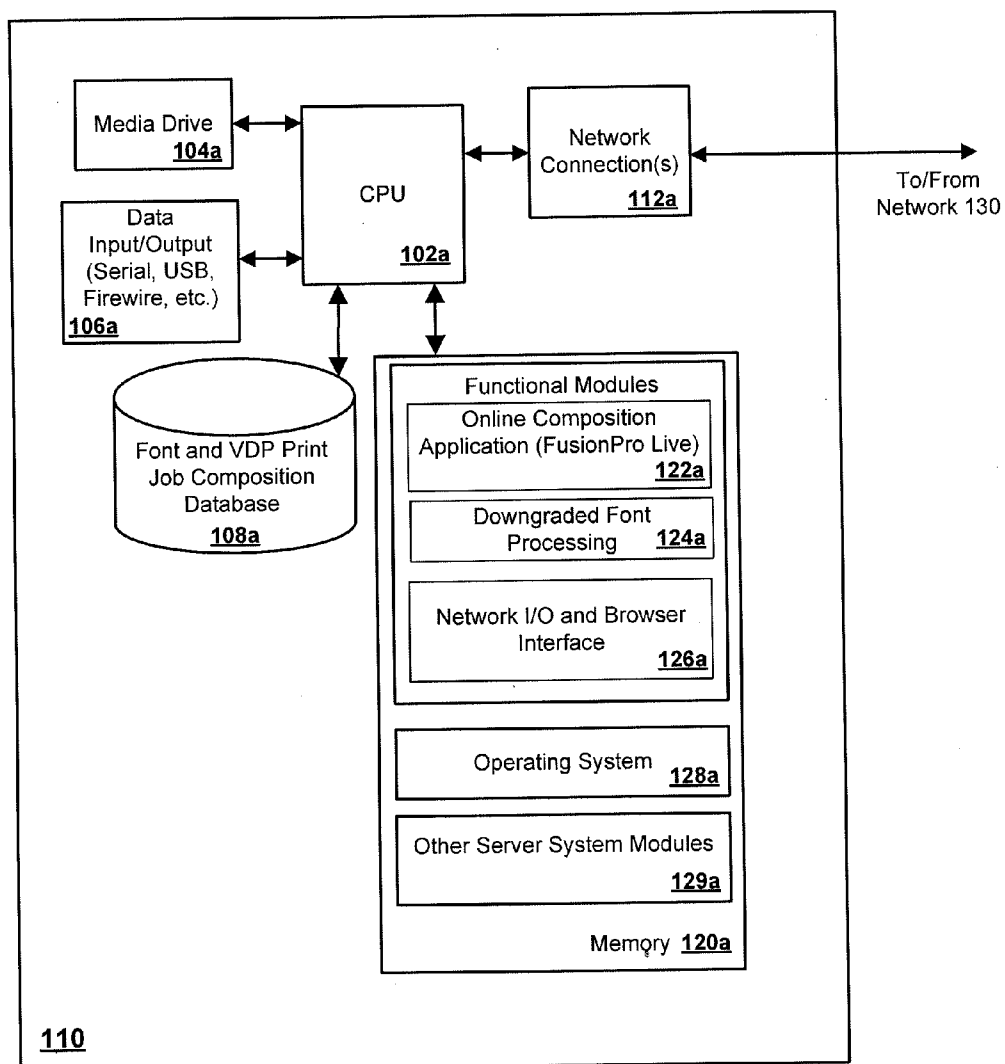 Media Drive
104a
Data
Input/Output
(Serial, USB,
Firewire, etc.)
106a
CPU
102a
Network
Connection(s)
112a
To/From
Network 130
Font and VDP Print
Job Composition
Database
108a
Functional Modules
Online Composition
Application (FusionPro Live)
122a
Downgraded Font
Processing 124a
Network I/O and Browser
Interface
126a
Operating System
128a
Other Server System Modules
129a
Memory 120a
110